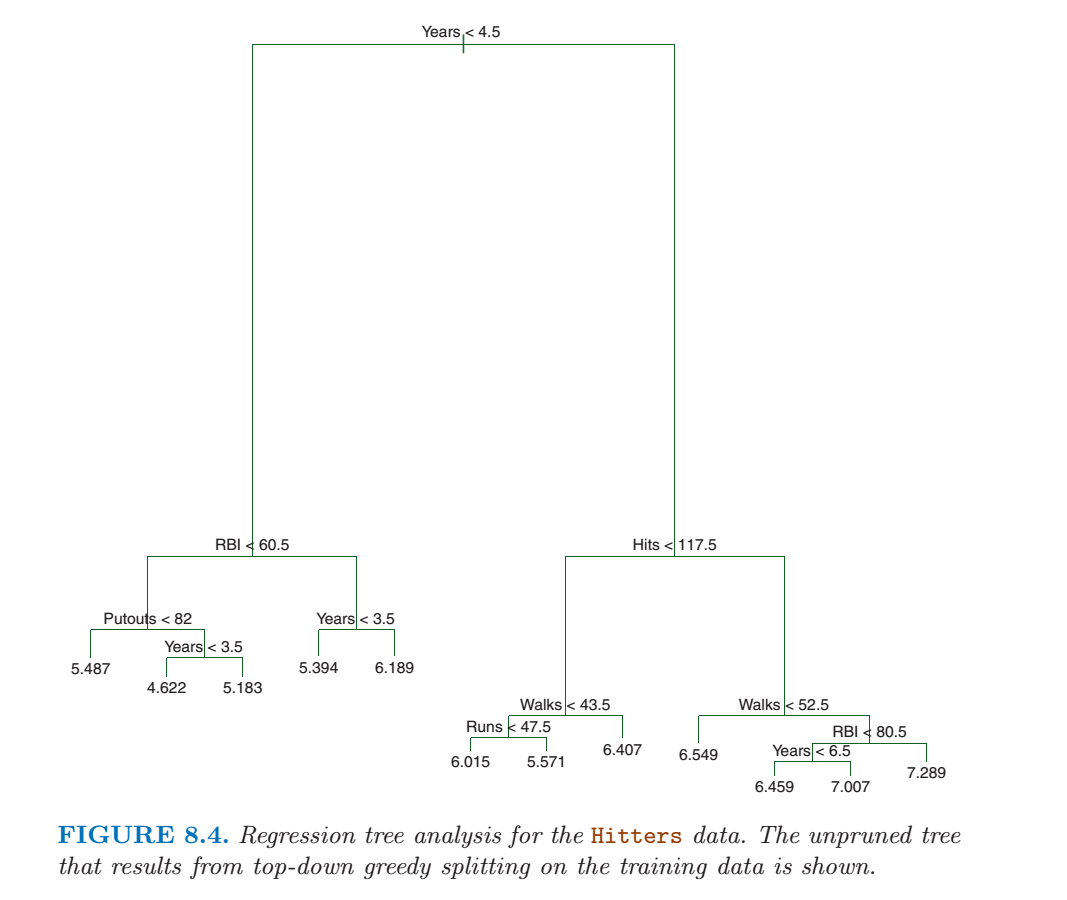 Years < 4.5
RBI < 60.5
Hits < 117.5
Putouts < 82
Years < 3.5
Years < 3.5
5.487
4.622
5.183
5.394
6.189
Walks < 43.5
Walks < 52.5
Runs < 47.5
RBI < 80.5
Years < 6.5
6.015
5.571
6.407
6.549
6.459
7.007
7.289
FIGURE 8.4. Regression tree analysis for the Hitters data. The unpruned tree
that results from top-down greedy splitting on the training data is shown.